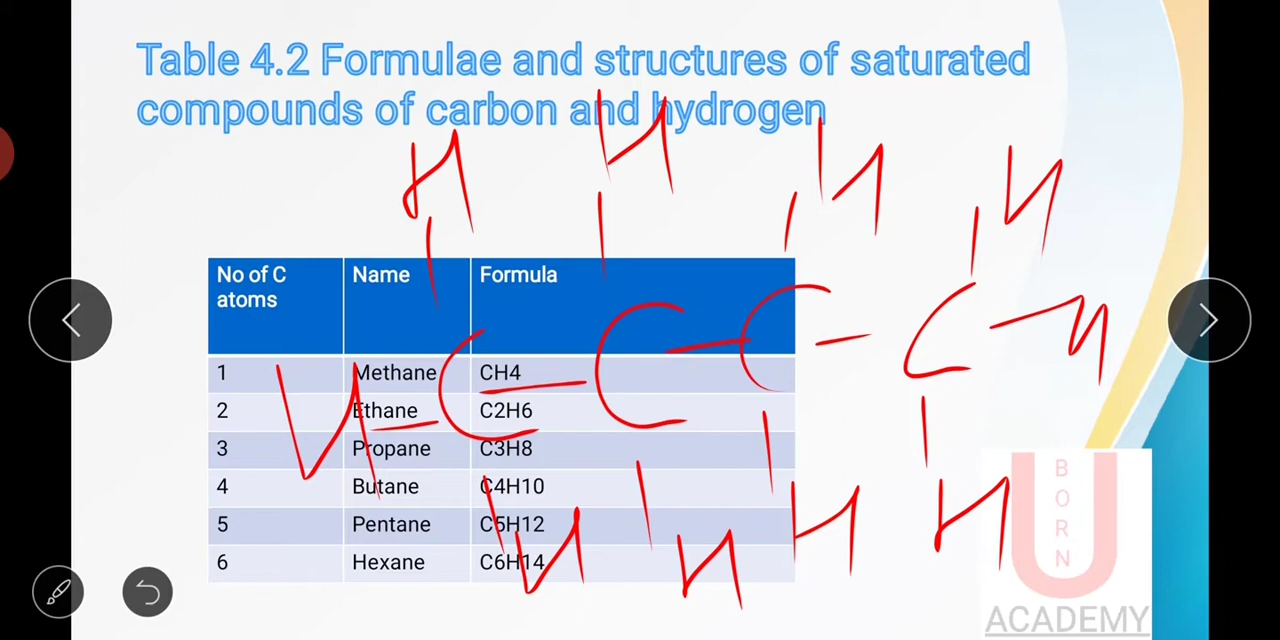 Table 4.2 Formulae and structures of saturated
compounds of carbon and hydrogen
H H H H
No of C atoms Name Formula
H – C – C – C – C – H
1 Methane CH4
2 Ethane C2H6
3 Propane C3H8
4 Butane C4H10
5 Pentane C5H12
6 Hexane C6H14
H H H H
U
BORN
ACADEMY